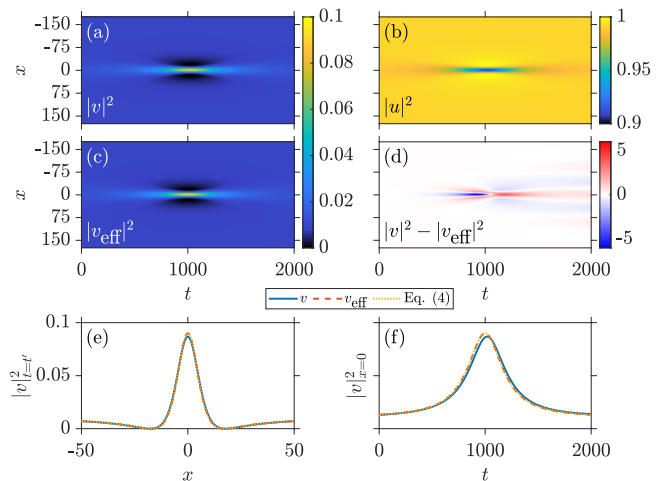 -150
-75
0
75
150
x
(a)
|v|²
0.1
(b)
|u|²
1
0.95
0.9
0.08
0.06
0.04
0.02
0
-150
-75
0
75
150
x
(c)
|v_eff|²
(d)
|v|² − |v_eff|²
5
0
-5
0 1000 2000
t
0 1000 2000
t
v v_eff Eq. (4)
0.1
0.05
0
|v|²_{t=t'}
(e)
-50 0 50
x
|v|²_{x=0}
(f)
0 1000 2000
t